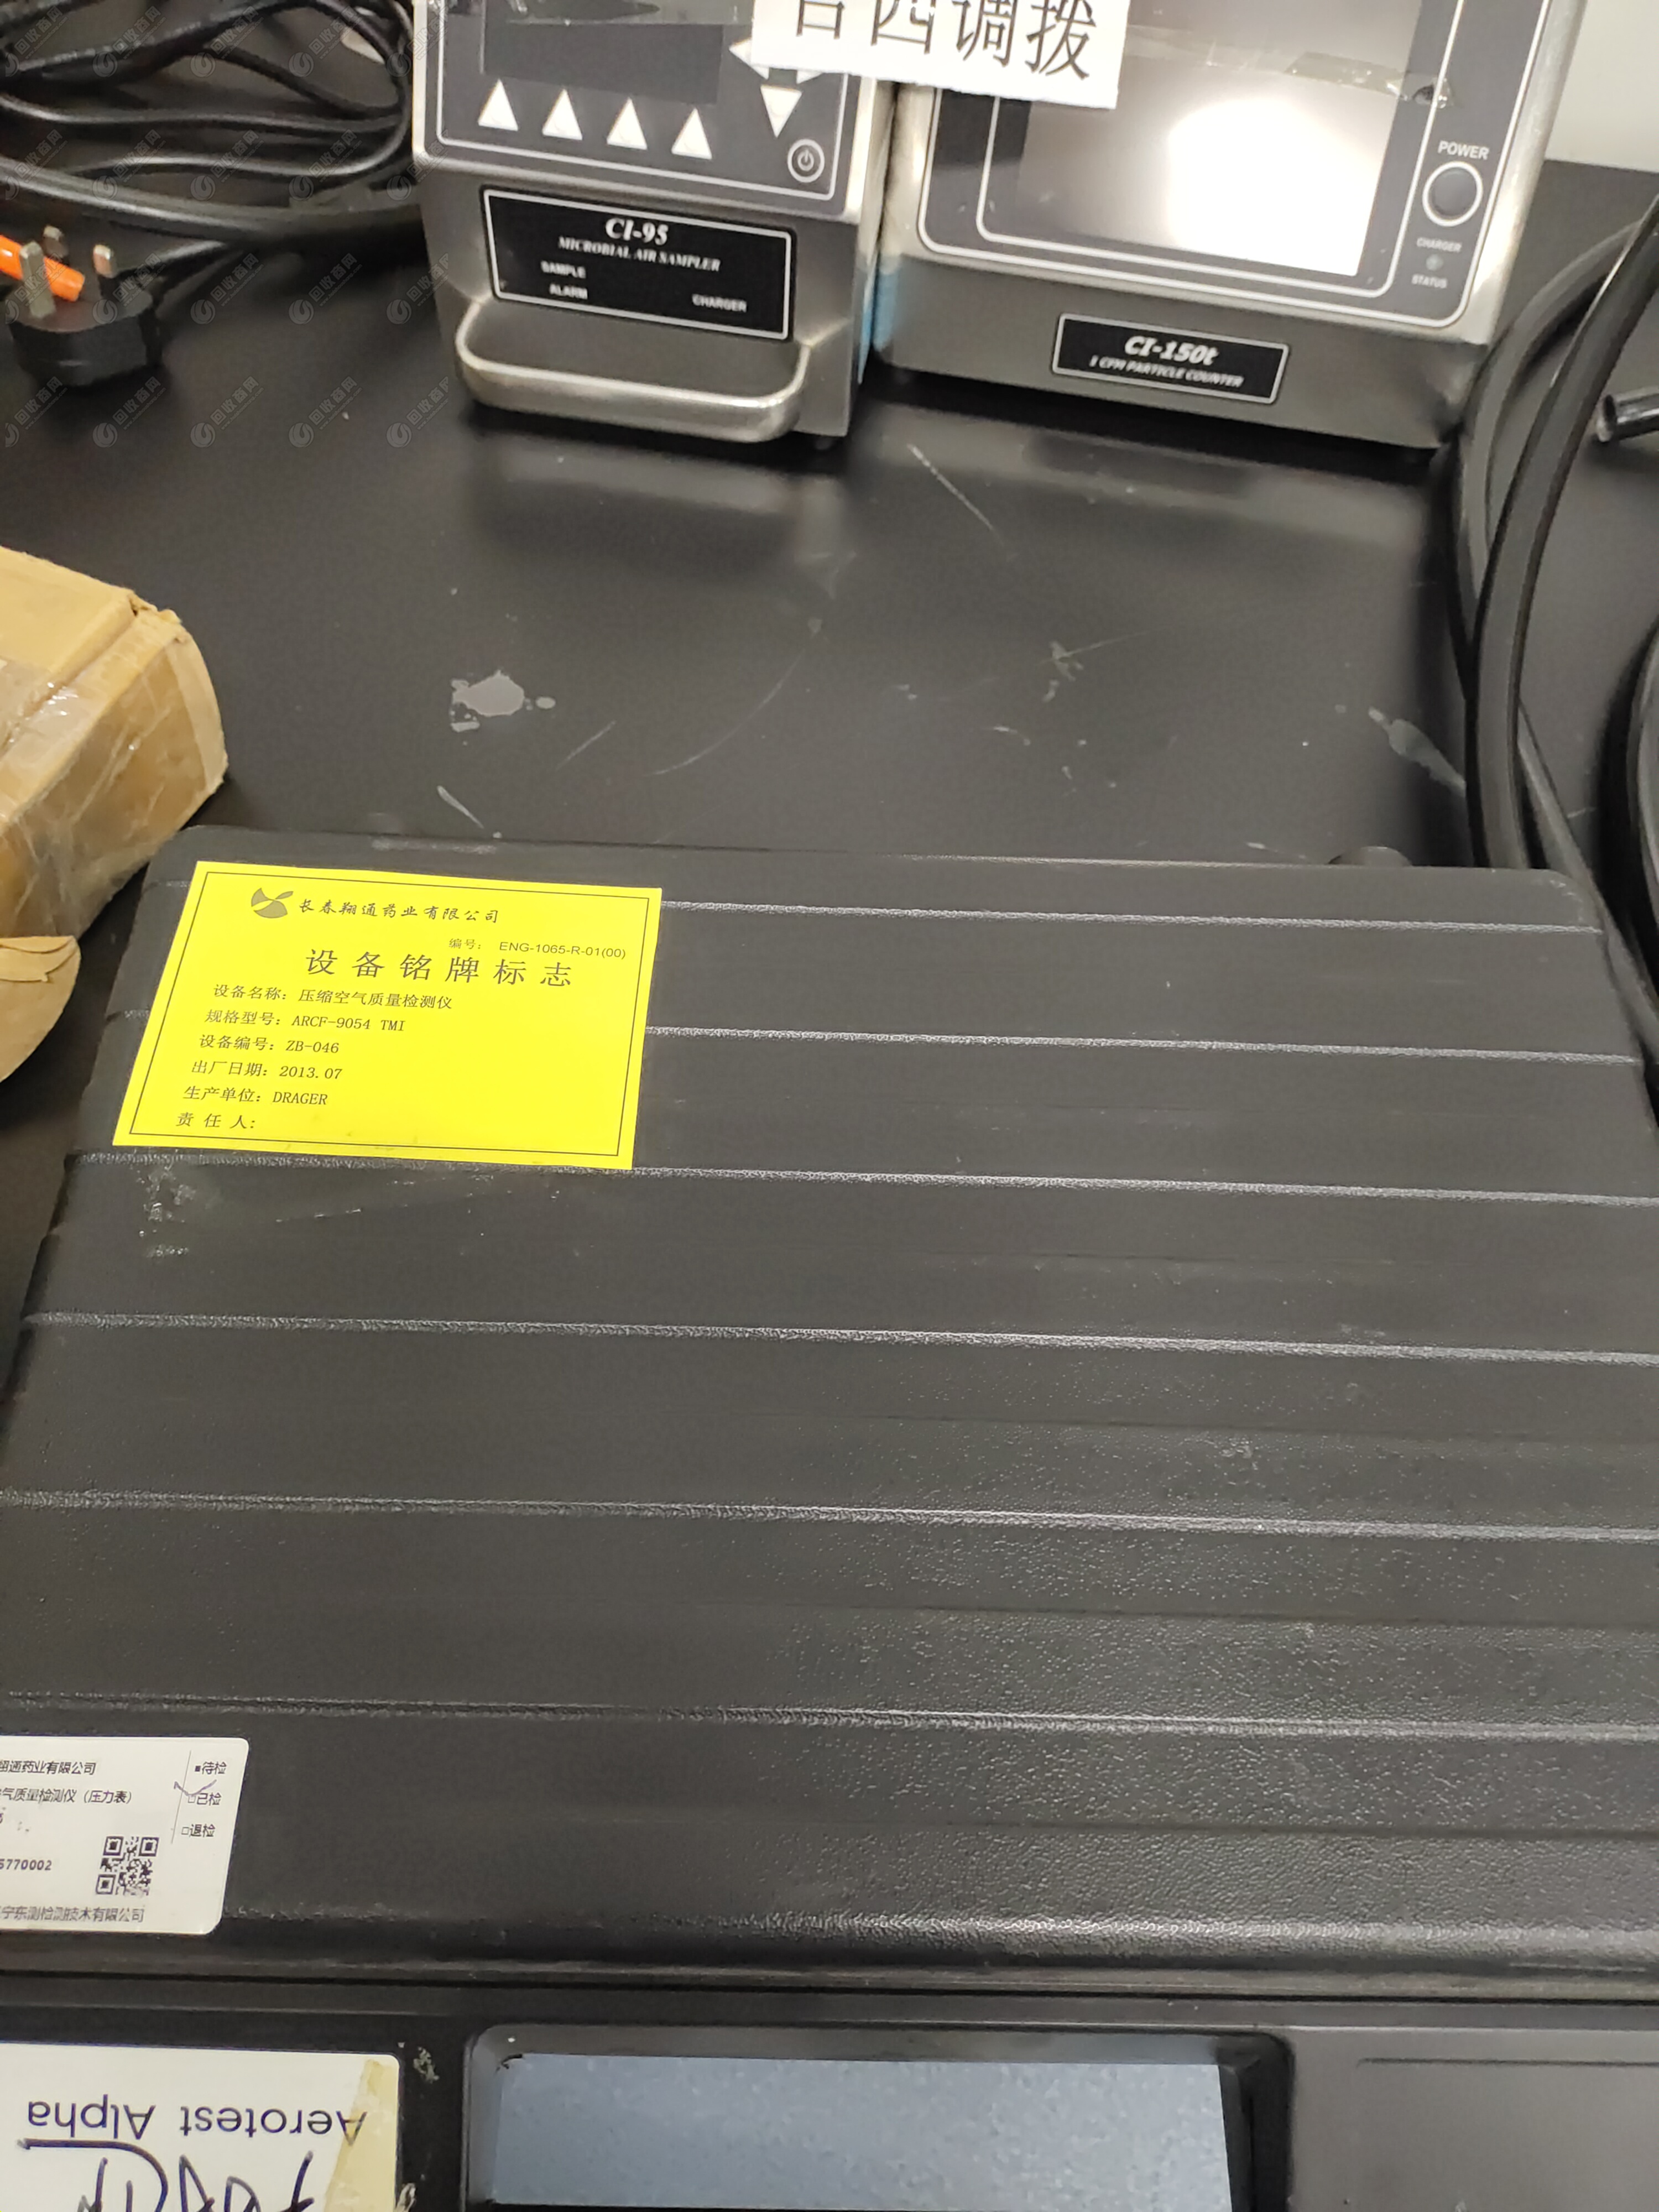 西调拨
CI-95
MICROBIAL AIR SAMPLER
SAMPLE
ALARM
CHARGER
POWER
CHARGER
STATUS
CI-150t
1 CFM PARTICLE COUNTER
长春翔通药业有限公司
编号： ENG-1065-R-01(00)
设备铭牌标志
设备名称：压缩空气质量检测仪
规格型号：ARCF-9054 TMI
设备编号：ZB-046
出厂日期：2013.07
生产单位：DRAGER
责 任 人:
翔通药业有限公司
气质量检测仪（压力表）
5770002
宁东测检测技术有限公司
■待检
□已检
□退检
Aerotest Alpha
回收商网